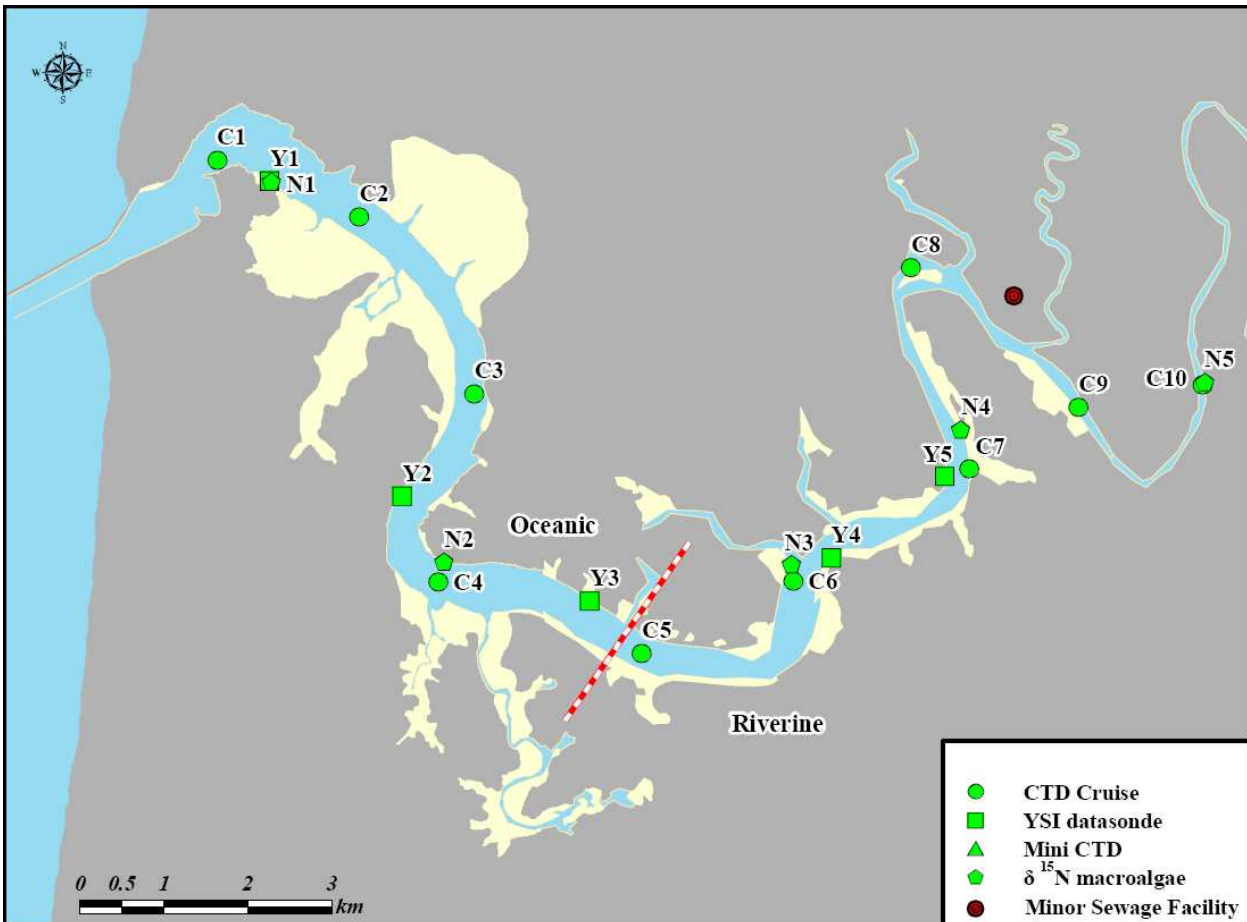 N
W E
S
C1
Y1
N1
C2
C8
C3
C9
C10
N5
N4
C7
Y5
Y2
Oceanic
N2
C4
Y3
N3
Y4
C6
C5
Riverine
CTD Cruise
YSI datasonde
Mini CTD
δ 15N macroalgae
Minor Sewage Facility
0 0.5 1 2 3
km